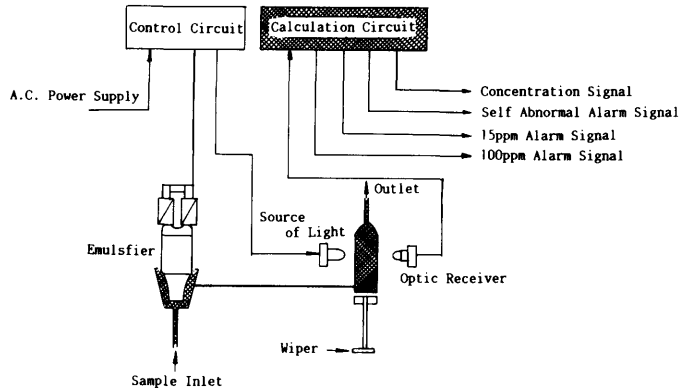 Control Circuit
Calculation Circuit
A.C. Power Supply
Concentration Signal
Self Abnormal Alarm Signal
15ppm Alarm Signal
100ppm Alarm Signal
Outlet
Source
of Light
Emulsfier
Optic Receiver
Wiper
Sample Inlet